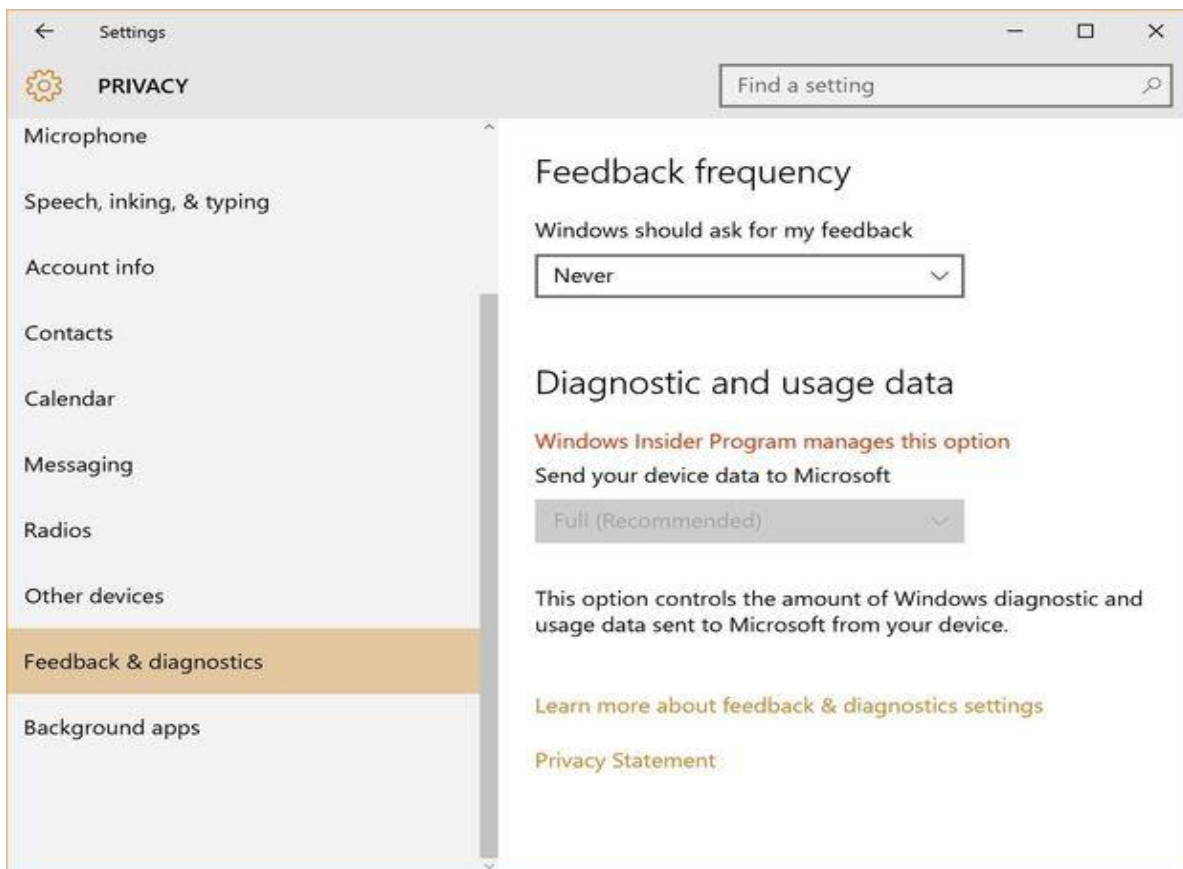 Settings
PRIVACY
Find a setting
Microphone
Speech, inking, & typing
Account info
Contacts
Calendar
Messaging
Radios
Other devices
Feedback & diagnostics
Background apps
Feedback frequency
Windows should ask for my feedback
Never
Diagnostic and usage data
Windows Insider Program manages this option
Send your device data to Microsoft
Full (Recommended)
This option controls the amount of Windows diagnostic and
usage data sent to Microsoft from your device.
Learn more about feedback & diagnostics settings
Privacy Statement